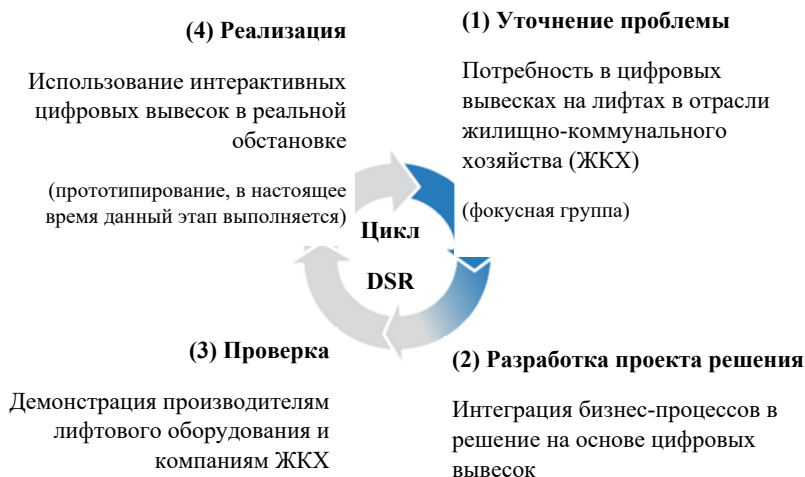 (4) Реализация
Использование интерактивных
цифровых вывесок в реальной
обстановке
(прототипирование, в настоящее
время данный этап выполняется)
(1) Уточнение проблемы
Потребность в цифровых
вывесках на лифтах в отрасли
жилищно-коммунального
хозяйства (ЖКХ)
(фокусная группа)
Цикл
DSR
(3) Проверка
Демонстрация производителям
лифтового оборудования и
компаниям ЖКХ
(2) Разработка проекта решения
Интеграция бизнес-процессов в
решение на основе цифровых
вывесок